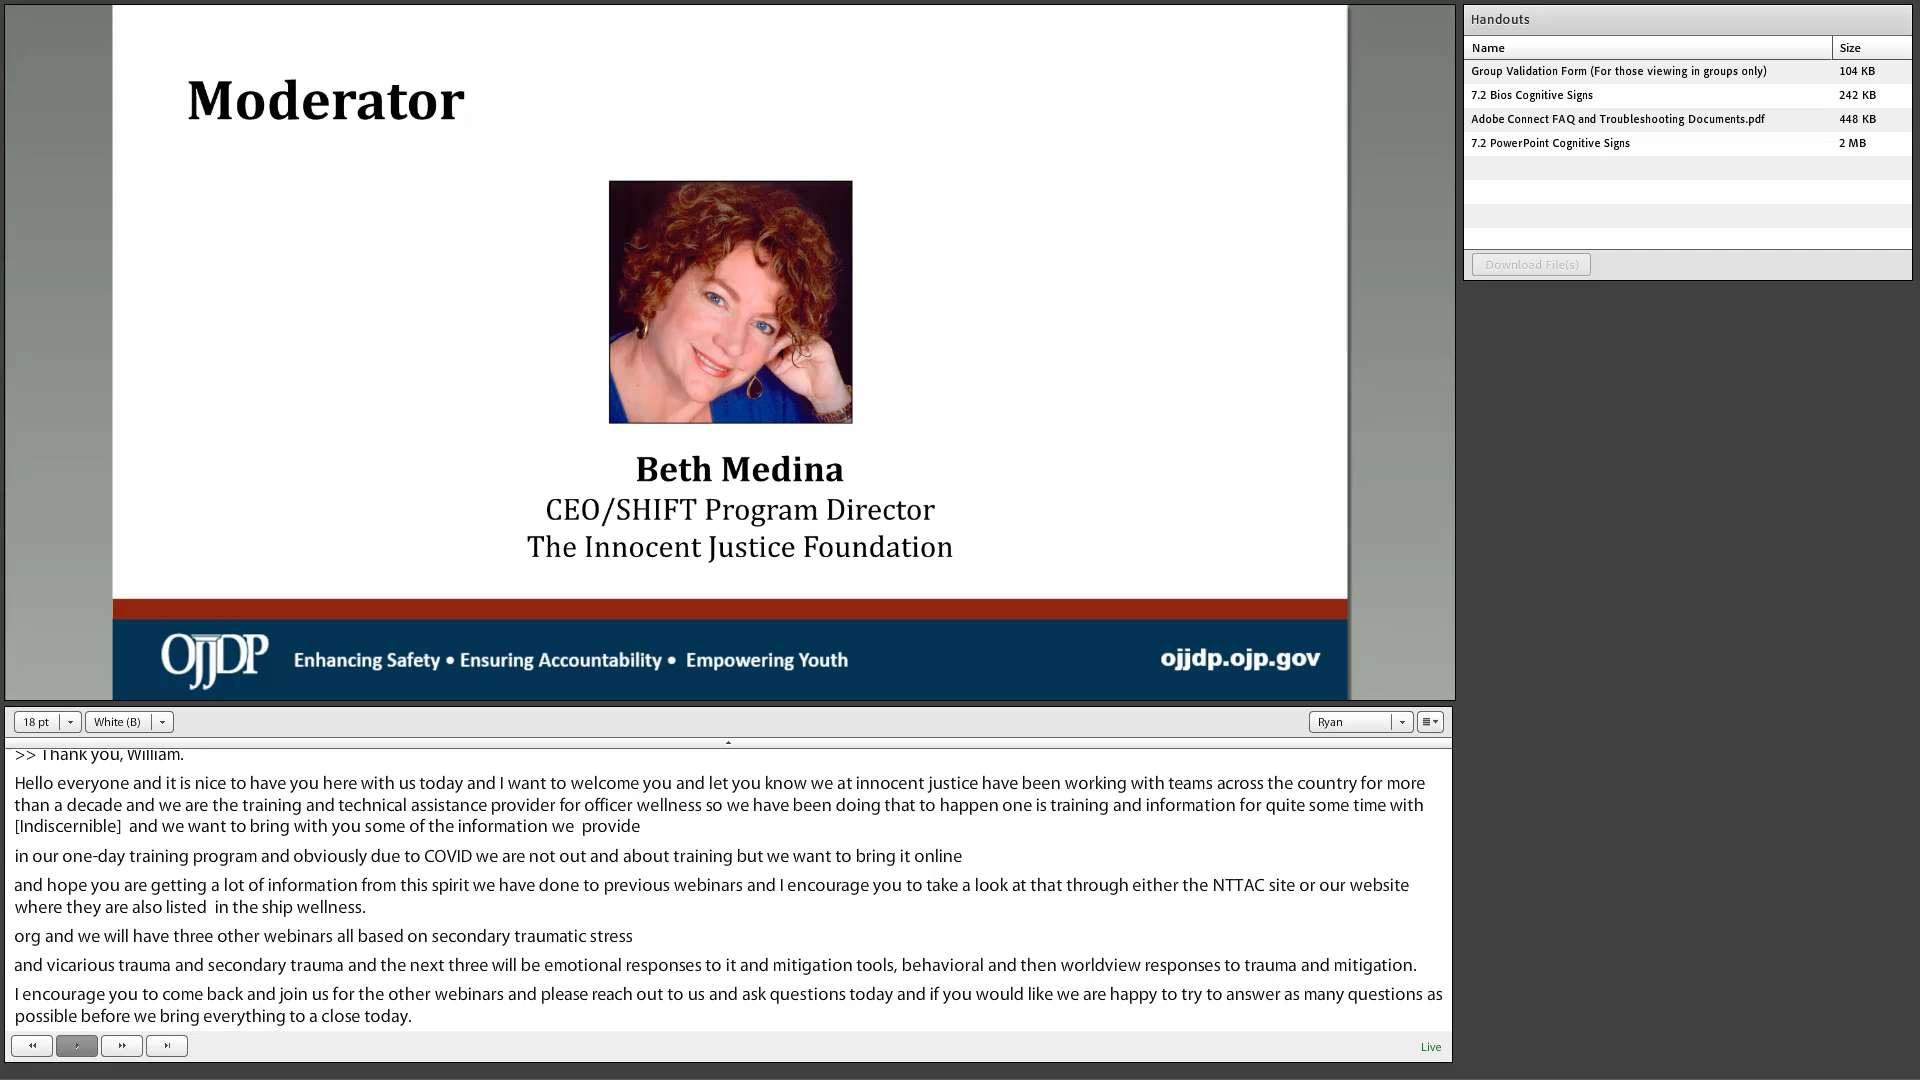 Moderator
Beth Medina
CEO/SHIFT Program Director
The Innocent Justice Foundation
OJJDP
Enhancing Safety • Ensuring Accountability • Empowering Youth
ojjdp.ojp.gov
Handouts
Name Size
Group Validation Form (For those viewing in groups only) 104 KB
7.2 Bios Cognitive Signs 242 KB
Adobe Connect FAQ and Troubleshooting Documents.pdf 448 KB
7.2 PowerPoint Cognitive Signs 2 MB
Download File(s)
18 pt White (B) Ryan
>> Thank you, William.
Hello everyone and it is nice to have you here with us today and I want to welcome you and let you know we at innocent justice have been working with teams across the country for more
than a decade and we are the training and technical assistance provider for officer wellness so we have been doing that to happen one is training and information for quite some time with
[Indiscernible] and we want to bring with you some of the information we provide
in our one-day training program and obviously due to COVID we are not out and about training but we want to bring it online
and hope you are getting a lot of information from this spirit we have done to previous webinars and I encourage you to take a look at that through either the NTTAC site or our website
where they are also listed in the ship wellness.
org and we will have three other webinars all based on secondary traumatic stress
and vicarious trauma and secondary trauma and the next three will be emotional responses to it and mitigation tools, behavioral and then worldview responses to trauma and mitigation.
I encourage you to come back and join us for the other webinars and please reach out to us and ask questions today and if you would like we are happy to try to answer as many questions as
possible before we bring everything to a close today.
Live